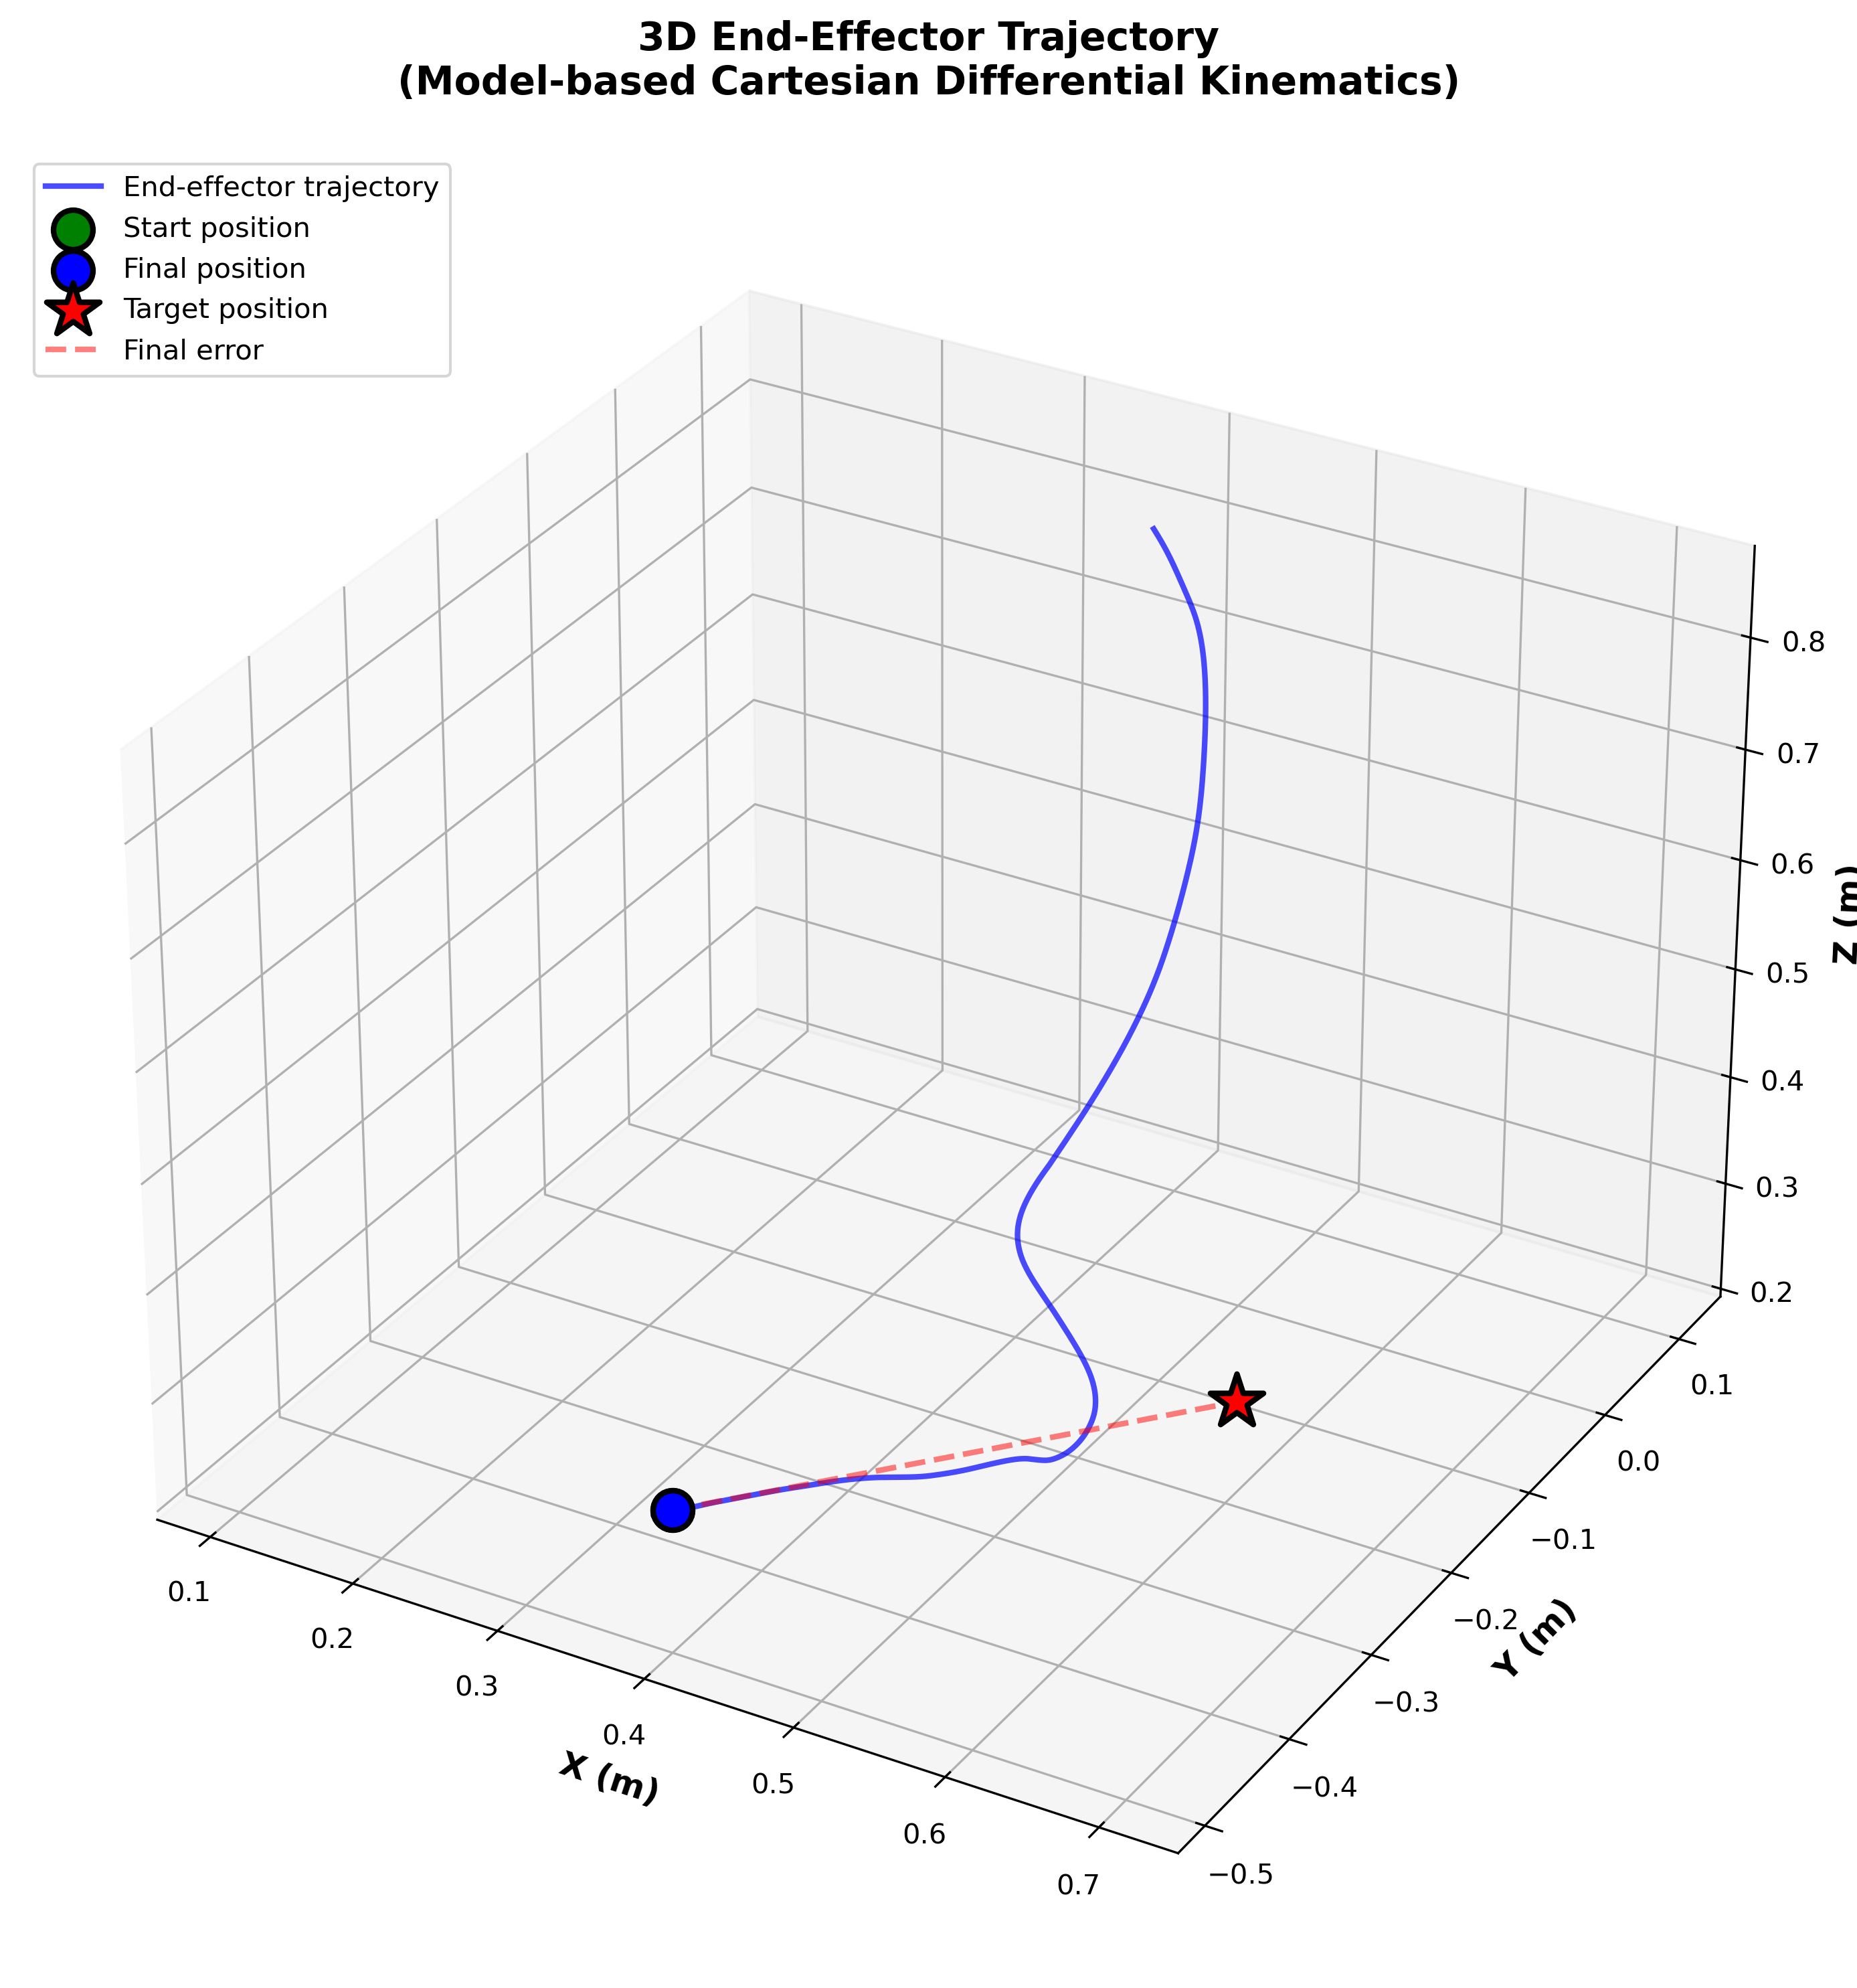 3D End-Effector Trajectory
(Model-based Cartesian Differential Kinematics)
End-effector trajectory
Start position
Final position
Target position
Final error
0.8
0.7
0.6
Z (m)
0.5
0.4
0.3
0.2
0.1
0.0
−0.1
−0.2
Y (m)
−0.3
−0.4
−0.5
0.1
0.2
0.3
0.4
X (m)
0.5
0.6
0.7